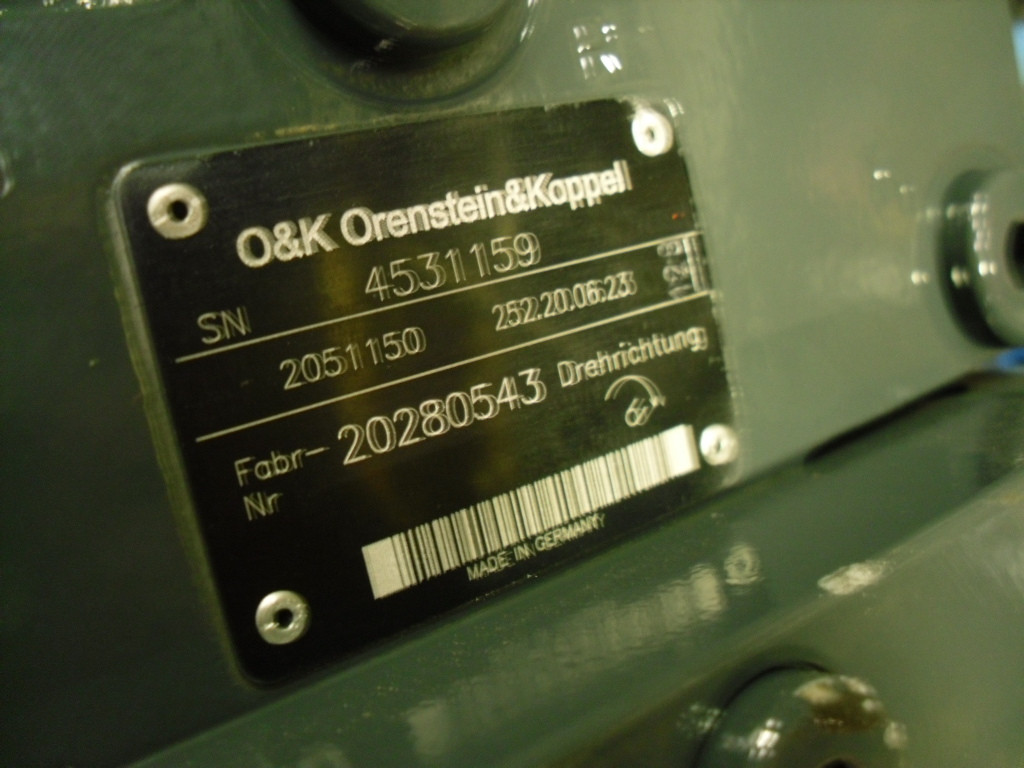 O&K Orenstein&Koppel
SN 4531159
2051150 252.20.06.23
Fabr- 20280543 Drehrichtung
Nr
MADE IN GERMANY